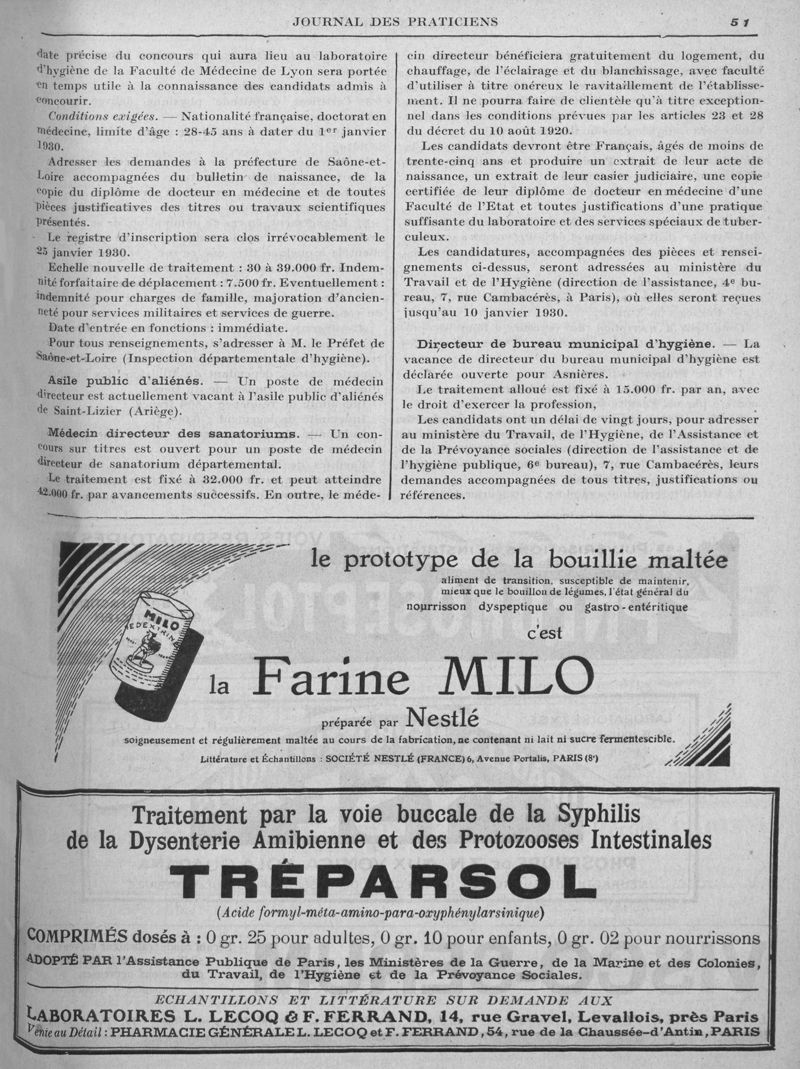 JOURNAL DES PRATICIENS 51
date précise du concours qui aura lieu au laboratoire
d'hygiène de la Faculté de Médecine de Lyon sera portée
en temps utile à la connaissance des candidats admis à
concourir.
Conditions exigées. — Nationalité française, doctorat en
médecine, limite d'âge : 28-45 ans à dater du 1er janvier
1930.
Adresser les demandes à la préfecture de Saône-et-
Loire accompagnées du bulletin de naissance, de la
copie du diplôme de docteur en médecine et de toutes
pièces justificatives des titres ou travaux scientifiques
présentés.
Le registre d'inscription sera clos irrévocablement le
25 janvier 1930.
Echelle nouvelle de traitement : 30 à 39.000 fr. Indem-
nité forfaitaire de déplacement : 7.500 fr. Eventuellement :
indemnité pour charges de famille, majoration d'ancien-
neté pour services militaires et services de guerre.
Date d'entrée en fonctions : immédiate.
Pour tous renseignements, s'adresser à M. le Préfet de
Saône-et-Loire (Inspection départementale d'hygiène).
Asile public d'aliénés. — Un poste de médecin
directeur est actuellement vacant à l'asile public d'aliénés
de Saint-Lizier (Ariège).
Médecin directeur des sanatoriums. — Un con-
cours sur titres est ouvert pour un poste de médecin
directeur de sanatorium départemental.
Le traitement est fixé à 32.000 fr. et peut atteindre
42.000 fr. par avancements successifs. En outre, le méde-
cin directeur bénéficiera gratuitement du logement, du
chauffage, de l'éclairage et du blanchissage, avec faculté
d'utiliser à titre onéreux le ravitaillement de l'établisse-
ment. Il ne pourra faire de clientèle qu'à titre exception-
nel dans les conditions prévues par les articles 23 et 28
du décret du 10 août 1920.
Les candidats devront être Français, âgés de moins de
trente-cinq ans et produire un extrait de leur acte de
naissance, un extrait de leur casier judiciaire, une copie
certifiée de leur diplôme de docteur en médecine d'une
Faculté de l'Etat et toutes justifications d'une pratique
suffisante du laboratoire et des services spéciaux de tuber-
culeux.
Les candidatures, accompagnées des pièces et rensei-
gnements ci-dessus, seront adressées au ministère du
Travail et de l'Hygiène (direction de l'assistance, 4e bu-
reau, 7, rue Cambacérès, à Paris), où elles seront reçues
jusqu'au 10 janvier 1930.
Directeur de bureau municipal d'hygiène. — La
vacance de directeur du bureau municipal d'hygiène est
déclarée ouverte pour Asnières.
Le traitement alloué est fixé à 15.000 fr. par an, avec
le droit d'exercer la profession,
Les candidats ont un délai de vingt jours, pour adresser
au ministère du Travail, de l'Hygiène, de l'Assistance et
de la Prévoyance sociales (direction de l'assistance et de
l'hygiène publique, 6e bureau), 7, rue Cambacérès, leurs
demandes accompagnées de tous titres, justifications ou
références.
le prototype de la bouillie maltée
aliment de transition, susceptible de maintenir,
mieux que le bouillon de légumes, l'état général du
nourrisson dyspeptique ou gastro-entéritique
c'est
MILO
la Farine MILO
préparée par Nestlé
soigneusement et régulièrement maltée au cours de la fabrication, ne contenant ni lait ni sucre fermentescible.
Littérature et Échantillons : SOCIÉTÉ NESTLÉ (FRANCE) 6, Avenue Portalis, PARIS (8e)
Traitement par la voie buccale de la Syphilis
de la Dysenterie Amibienne et des Protozooses Intestinales
TRÉPARSOL
(Acide formyl-méta-amino-para-oxyphénylarsinique)
COMPRIMÉS dosés à : 0 gr. 25 pour adultes, 0 gr. 10 pour enfants, 0 gr. 02 pour nourrissons
ADOPTÉ PAR l'Assistance Publique de Paris, les Ministères de la Guerre, de la Marine et des Colonies,
du Travail, de l'Hygiène et de la Prévoyance Sociales.
ECHANTILLONS ET LITTÉRATURE SUR DEMANDE AUX
LABORATOIRES L. LECOQ & F. FERRAND, 14, rue Gravel, Levallois, près Paris
Vente au Détail : PHARMACIE GÉNÉRALE L. LECOQ et F. FERRAND, 54, rue de la Chaussée-d'Antin, PARIS